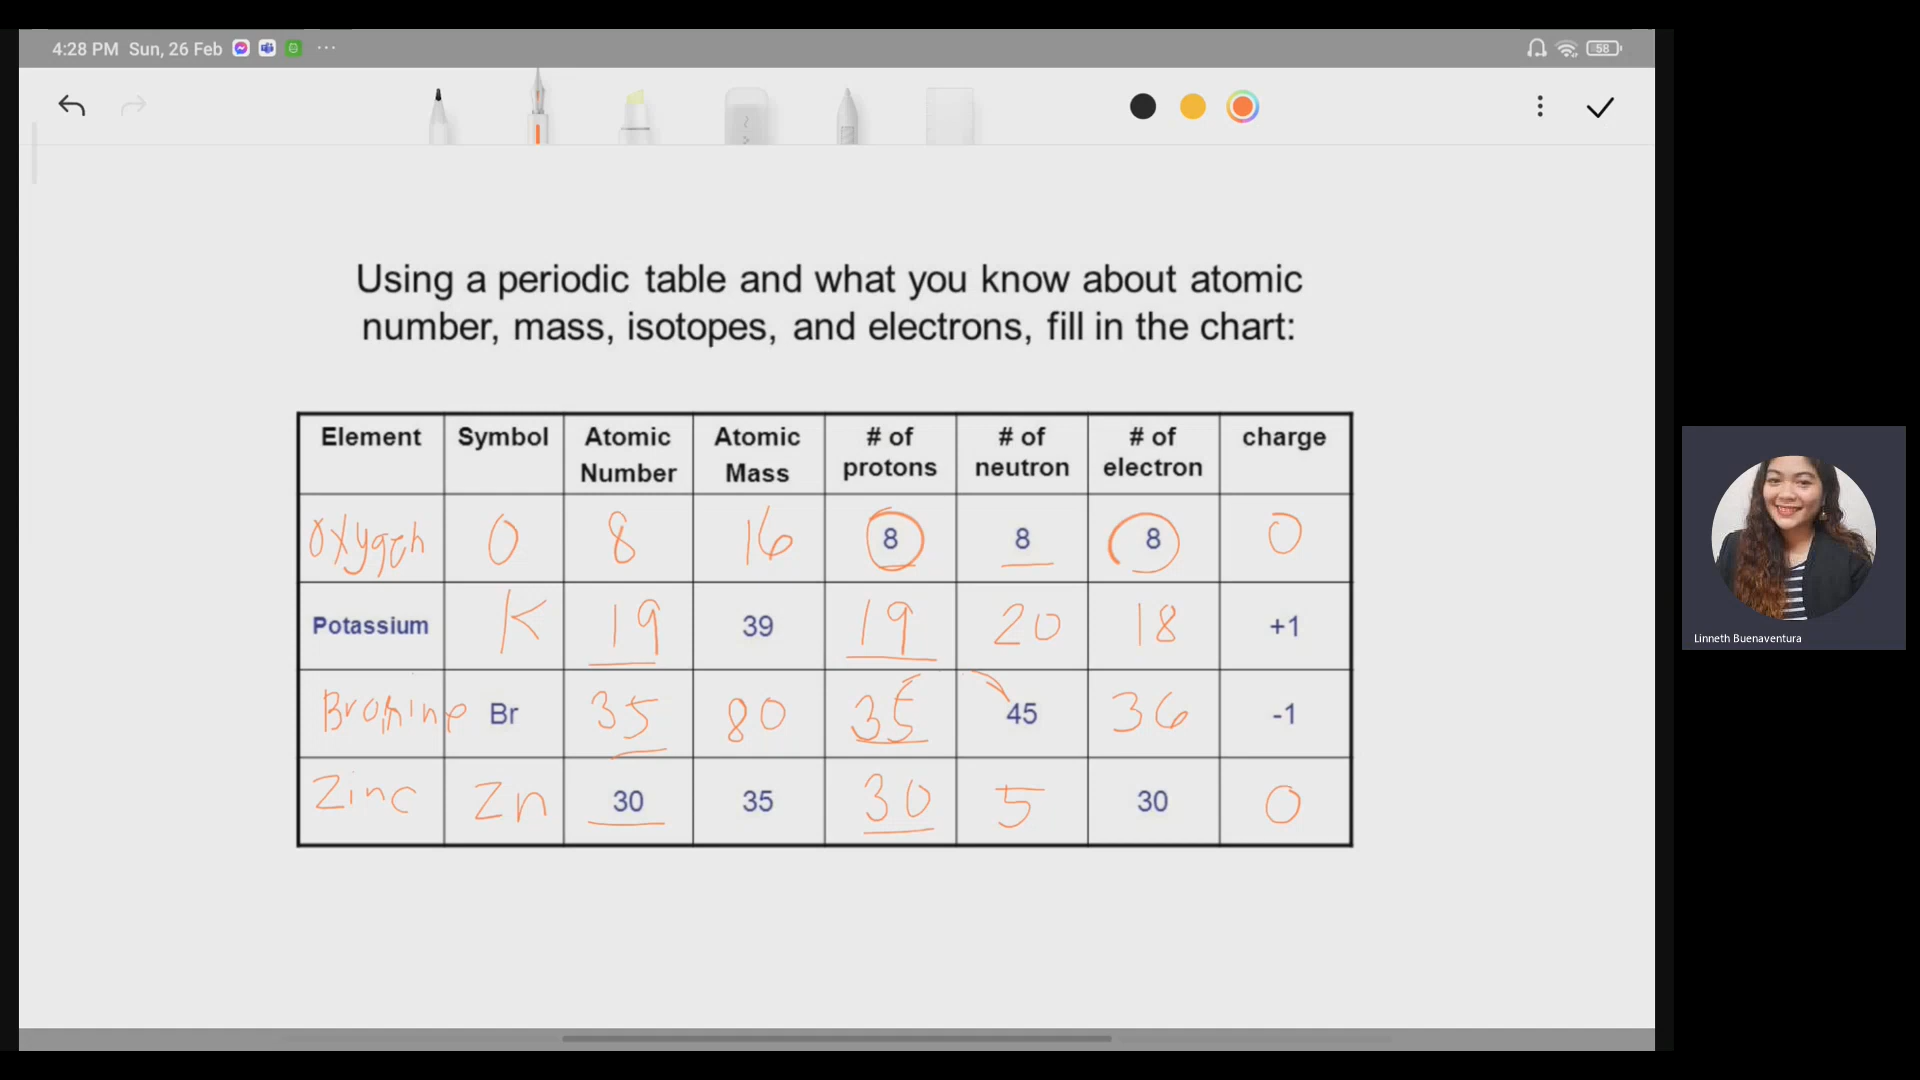 4:28 PM Sun, 26 Feb
58
Using a periodic table and what you know about atomic
number, mass, isotopes, and electrons, fill in the chart:
Element Symbol Atomic Number Atomic Mass # of protons # of neutron # of electron charge
Oxygen O 8 16 8 8 8 0
Potassium K 19 39 19 20 18 +1
Bromine Br 35 80 35 45 36 -1
Zinc Zn 30 35 30 5 30 0
Linneth Buenaventura